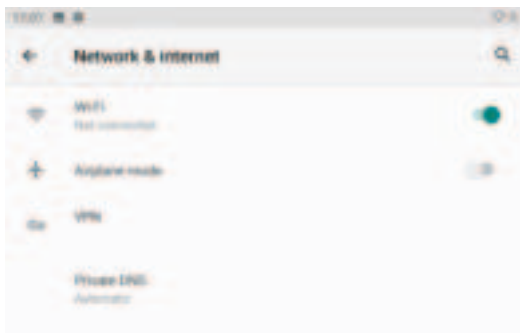 Network & internet
Wi-Fi
Not connected
Airplane mode
VPN
Private DNS
Automatic